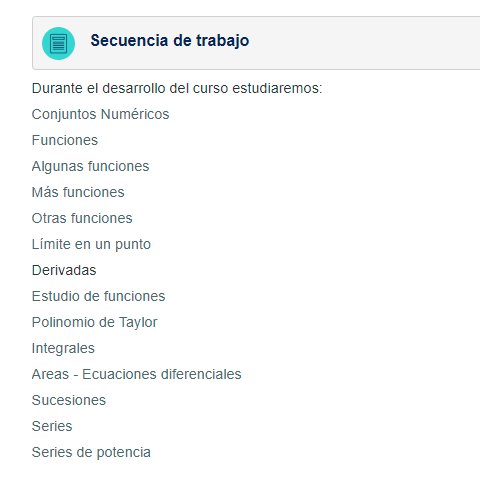 Secuencia de trabajo
Durante el desarrollo del curso estudiaremos:
Conjuntos Numéricos
Funciones
Algunas funciones
Más funciones
Otras funciones
Límite en un punto
Derivadas
Estudio de funciones
Polinomio de Taylor
Integrales
Areas - Ecuaciones diferenciales
Sucesiones
Series
Series de potencia